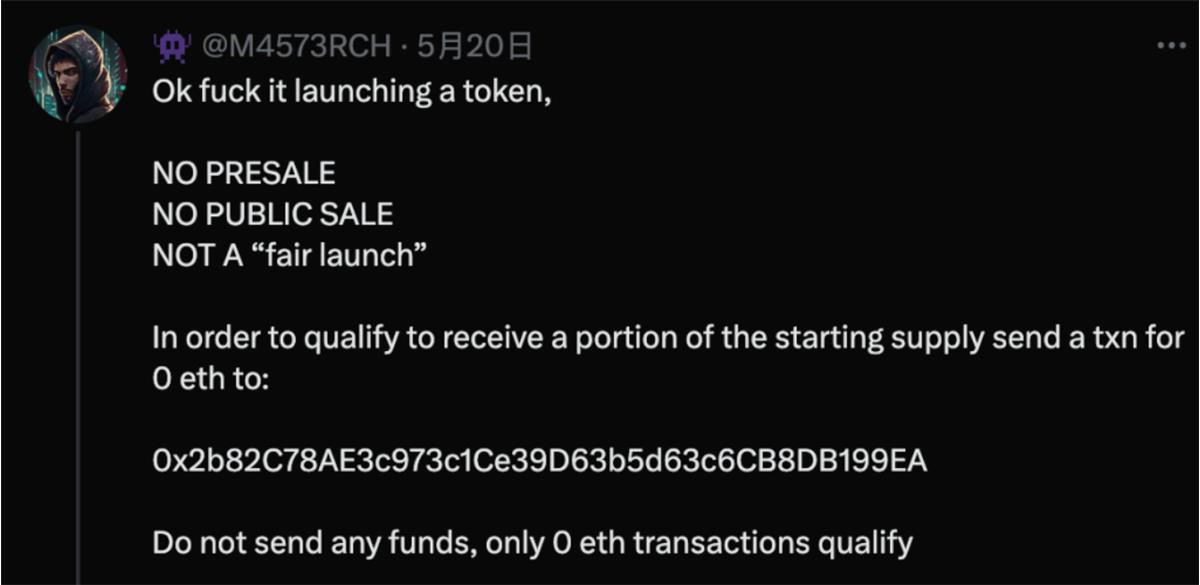 @M4573RCH · 5月20日
Ok fuck it launching a token,
NO PRESALE
NO PUBLIC SALE
NOT A “fair launch”
In order to qualify to receive a portion of the starting supply send a txn for
0 eth to:
0x2b82C78AE3c973c1Ce39D63b5d63c6CB8DB199EA
Do not send any funds, only 0 eth transactions qualify